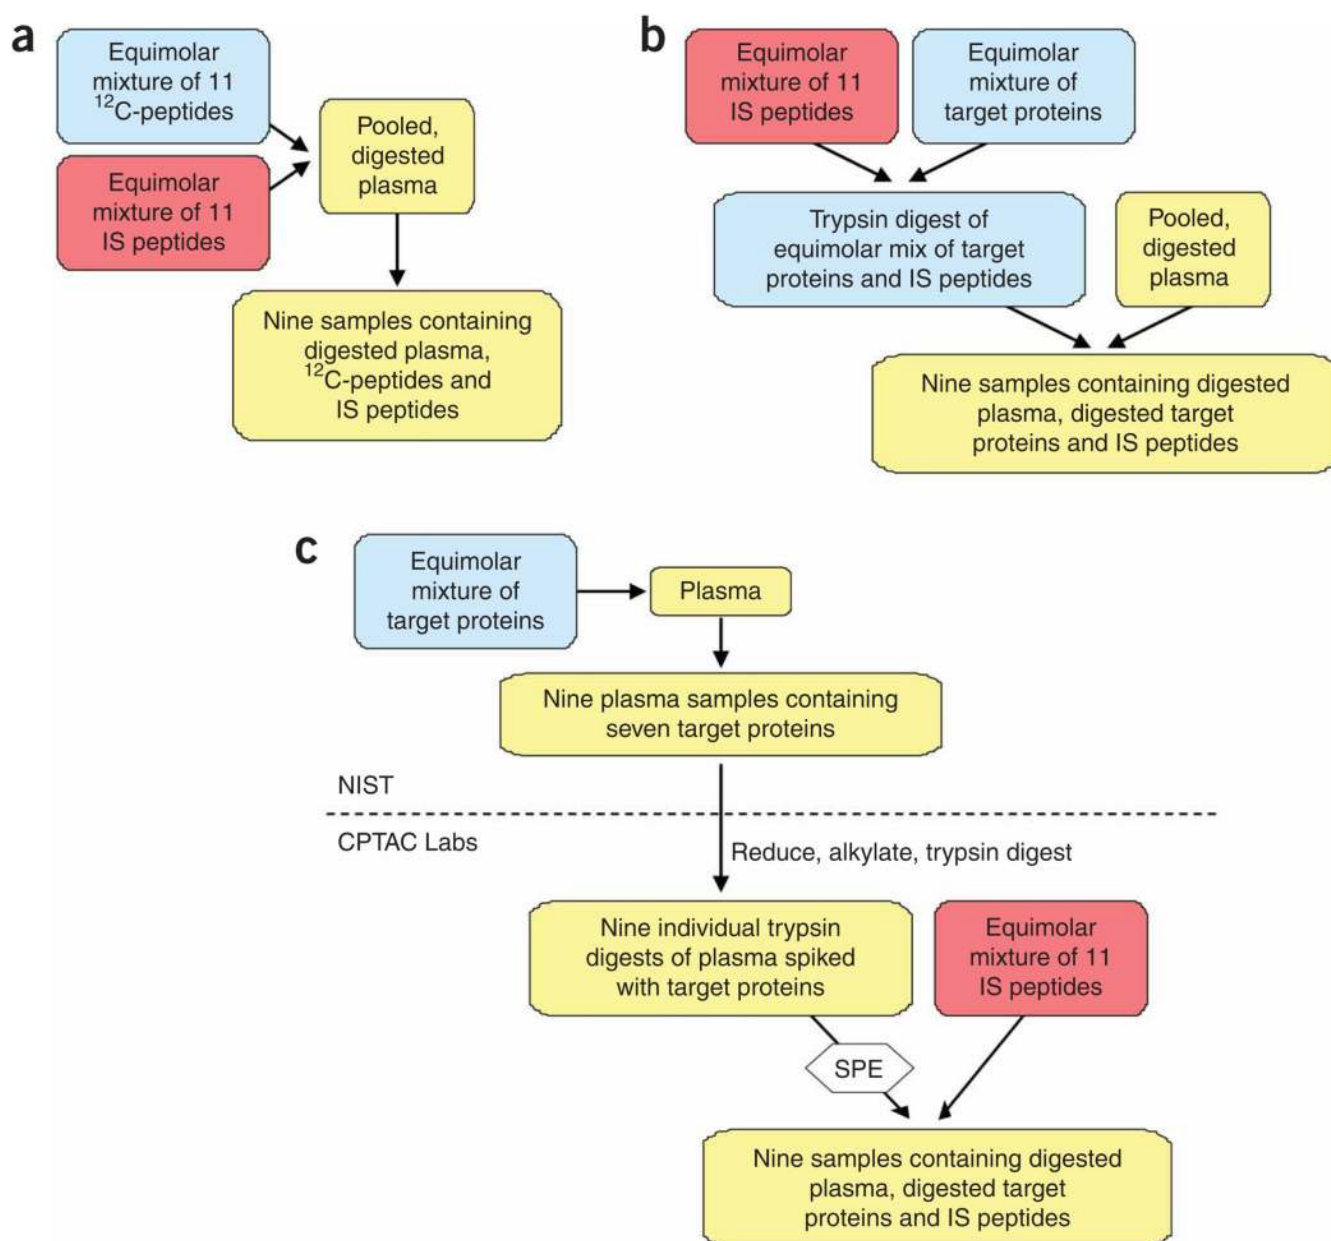 a
Equimolar
mixture of 11
¹²C-peptides
Equimolar
mixture of 11
IS peptides
Pooled,
digested
plasma
Nine samples containing
digested plasma,
¹²C-peptides and
IS peptides
b
Equimolar
mixture of 11
IS peptides
Equimolar
mixture of
target proteins
Trypsin digest of
equimolar mix of target
proteins and IS peptides
Pooled,
digested
plasma
Nine samples containing digested
plasma, digested target
proteins and IS peptides
c
Equimolar
mixture of
target proteins
Plasma
Nine plasma samples containing
seven target proteins
NIST
CPTAC Labs
Reduce, alkylate, trypsin digest
Nine individual trypsin
digests of plasma spiked
with target proteins
Equimolar
mixture of 11
IS peptides
SPE
Nine samples containing digested
plasma, digested target
proteins and IS peptides